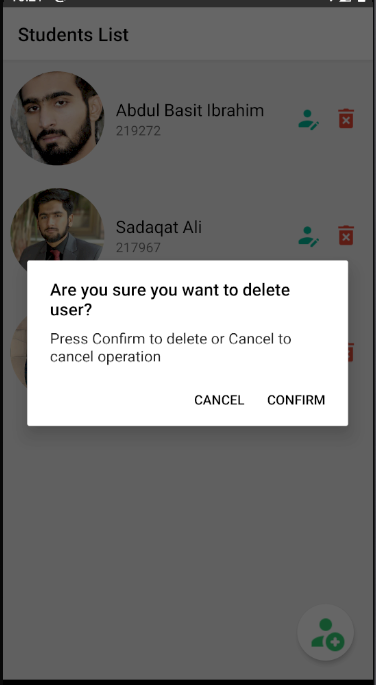 Students List
Abdul Basit Ibrahim
219272
Sadaqat Ali
217967
Are you sure you want to delete
user?
Press Confirm to delete or Cancel to
cancel operation
CANCEL CONFIRM